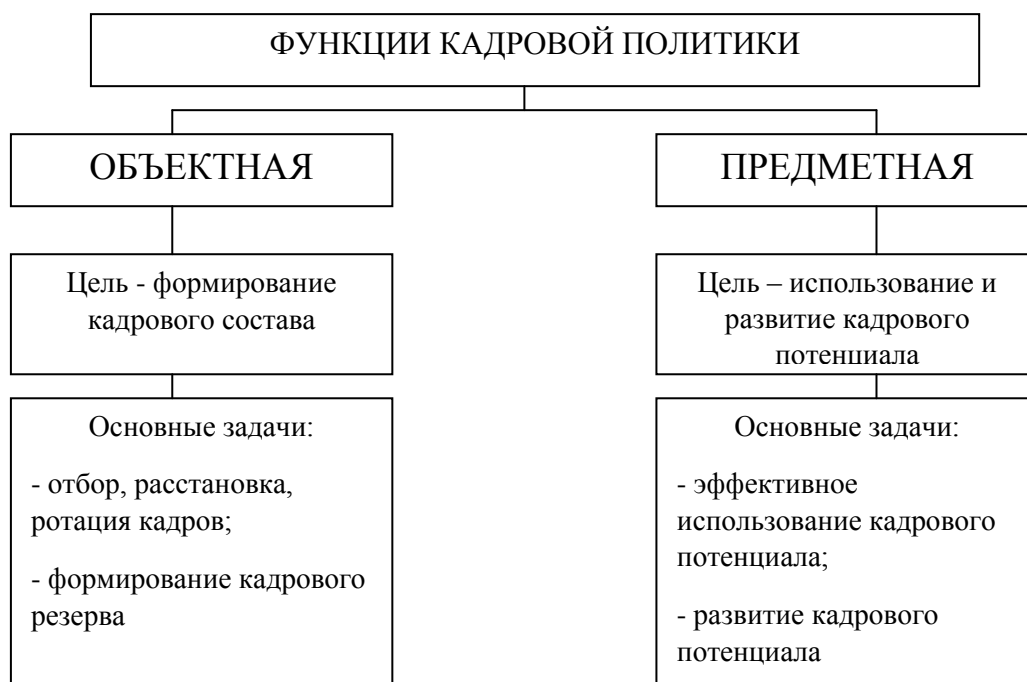 ФУНКЦИИ КАДРОВОЙ ПОЛИТИКИ
ОБЪЕКТНАЯ
Цель - формирование
кадрового состава
Основные задачи:
- отбор, расстановка,
ротация кадров;
- формирование кадрового
резерва
ПРЕДМЕТНАЯ
Цель – использование и
развитие кадрового
потенциала
Основные задачи:
- эффективное
использование кадрового
потенциала;
- развитие кадрового
потенциала